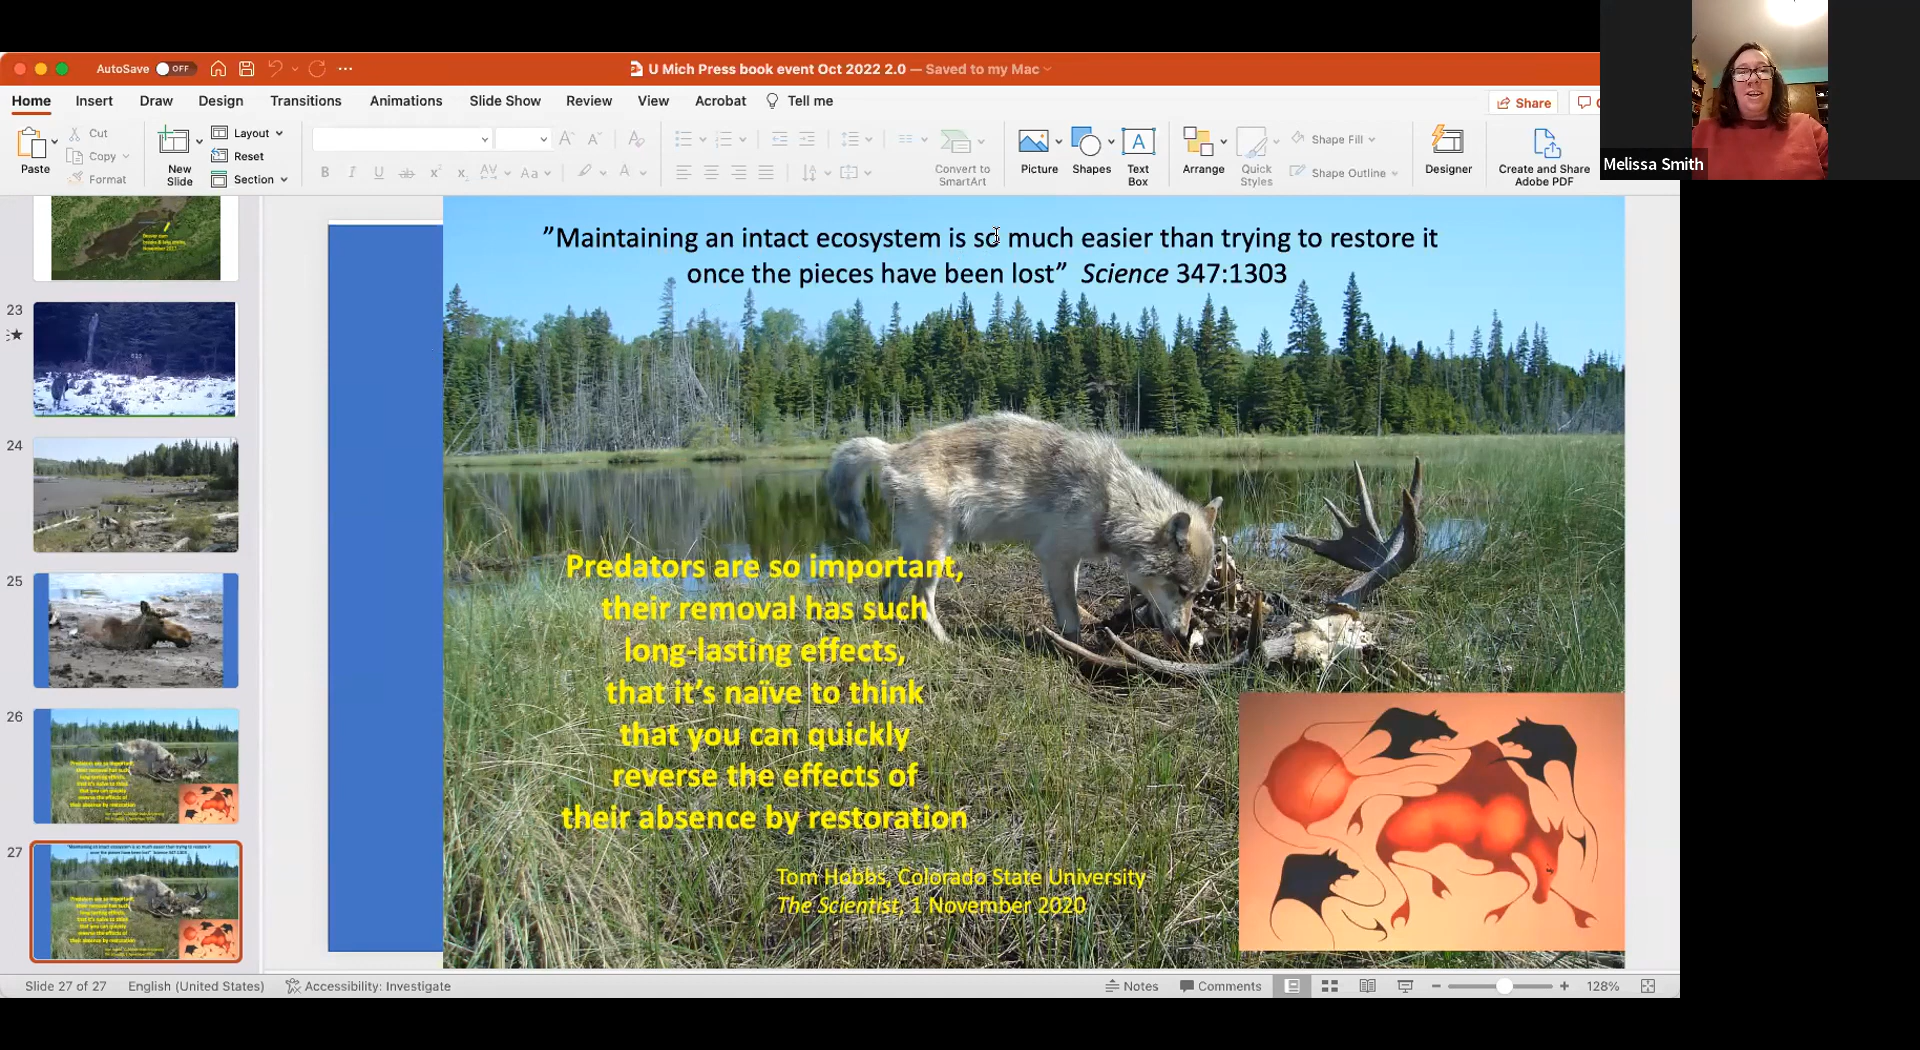 AutoSave OFF
U Mich Press book event Oct 2022 2.0 — Saved to my Mac
Home Insert Draw Design Transitions Animations Slide Show Review View Acrobat Tell me
Share
Paste
Cut
Copy
Format
New
Slide
Layout
Reset
Section
Convert to
SmartArt
Picture
Shapes
Text
Box
Arrange
Quick
Styles
Shape Fill
Shape Outline
Designer
Create and Share
Adobe PDF
Melissa Smith
23
24
25
26
27
”Maintaining an intact ecosystem is so much easier than trying to restore it
once the pieces have been lost” Science 347:1303
Predators are so important,
their removal has such
long-lasting effects,
that it’s naïve to think
that you can quickly
reverse the effects of
their absence by restoration
Tom Hobbs, Colorado State University
The Scientist, 1 November 2020
Slide 27 of 27 English (United States) Accessibility: Investigate
Notes Comments 128%